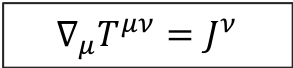 ∇_μ T^{μν} = J^ν